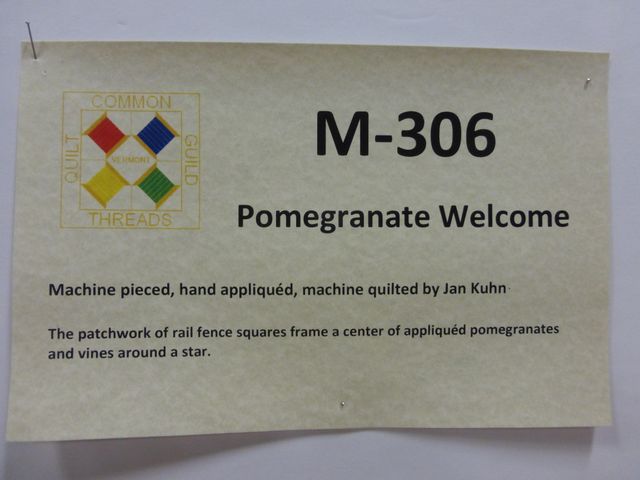 COMMON
QUILT
GUILD
VERMONT
THREADS
M-306
Pomegranate Welcome
Machine pieced, hand appliquéd, machine quilted by Jan Kuhn
The patchwork of rail fence squares frame a center of appliquéd pomegranates
and vines around a star.